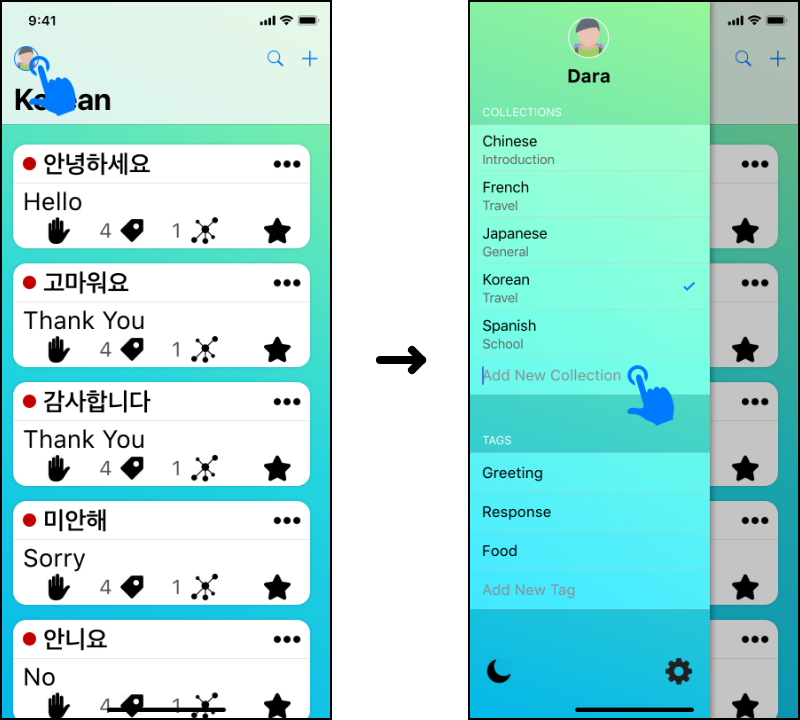 9:41
Korean
안녕하세요
Hello
4 1
고마워요
Thank You
4 1
감사합니다
Thank You
4 1
미안해
Sorry
4 1
안니요
No
4 1
Dara
COLLECTIONS
Chinese
Introduction
French
Travel
Japanese
General
Korean
Travel
Spanish
School
Add New Collection
TAGS
Greeting
Response
Food
Add New Tag